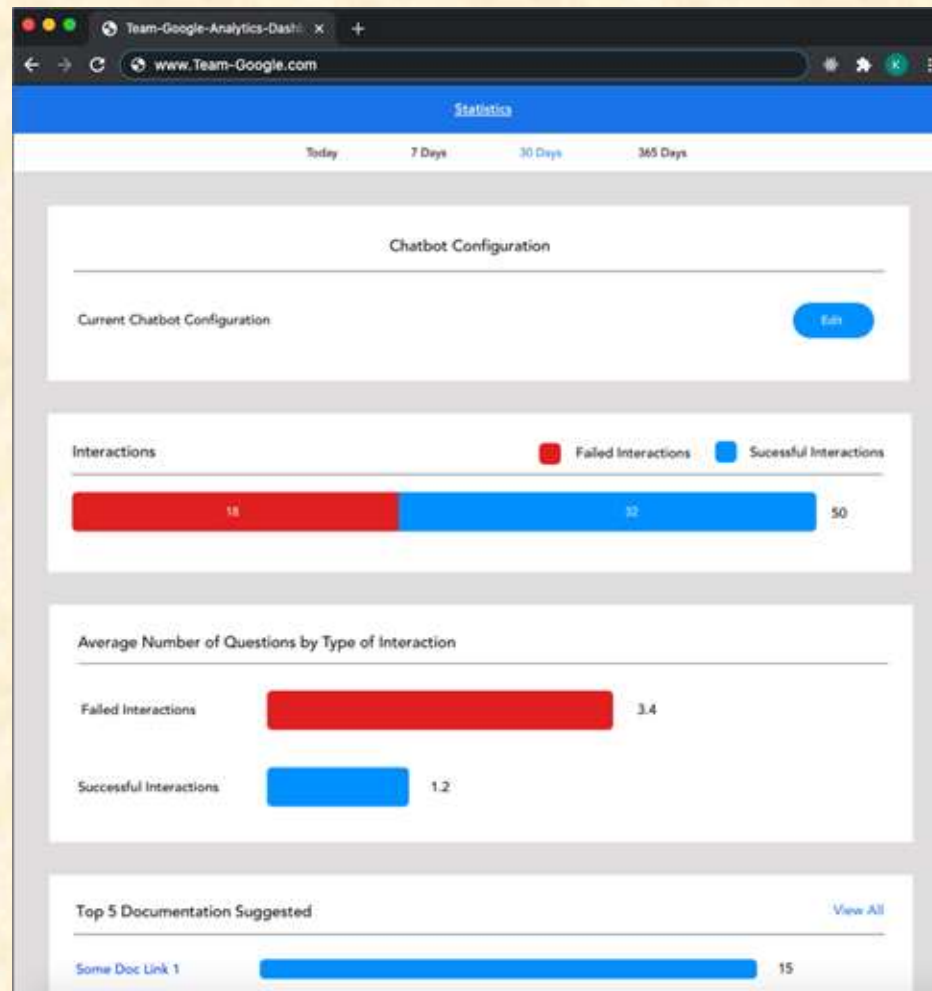 Team-Google-Analytics-Dash
www.Team-Google.com
K
Statistics
Today 7 Days 30 Days 365 Days
Chatbot Configuration
Current Chatbot Configuration Edit
Interactions Failed Interactions Sucessful Interactions
18 32 50
Average Number of Questions by Type of Interaction
Failed Interactions 3.4
Successful Interactions 1.2
Top 5 Documentation Suggested View All
Some Doc Link 1 15